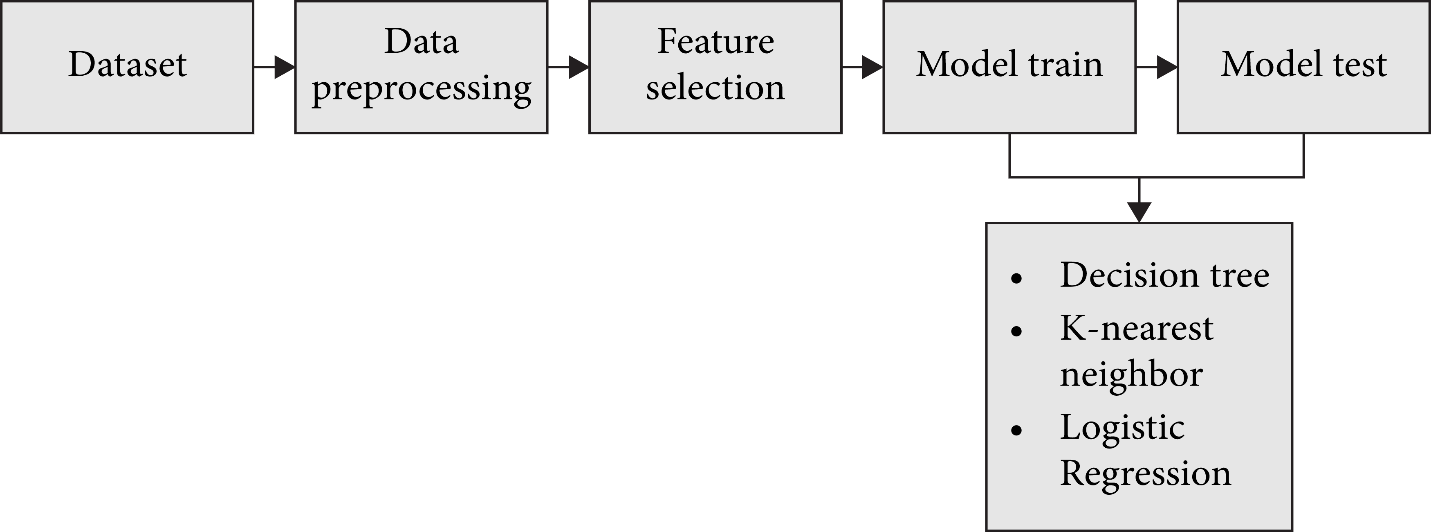 Dataset
Data
preprocessing
Feature
selection
Model train
Model test
• Decision tree
• K-nearest
neighbor
• Logistic
Regression